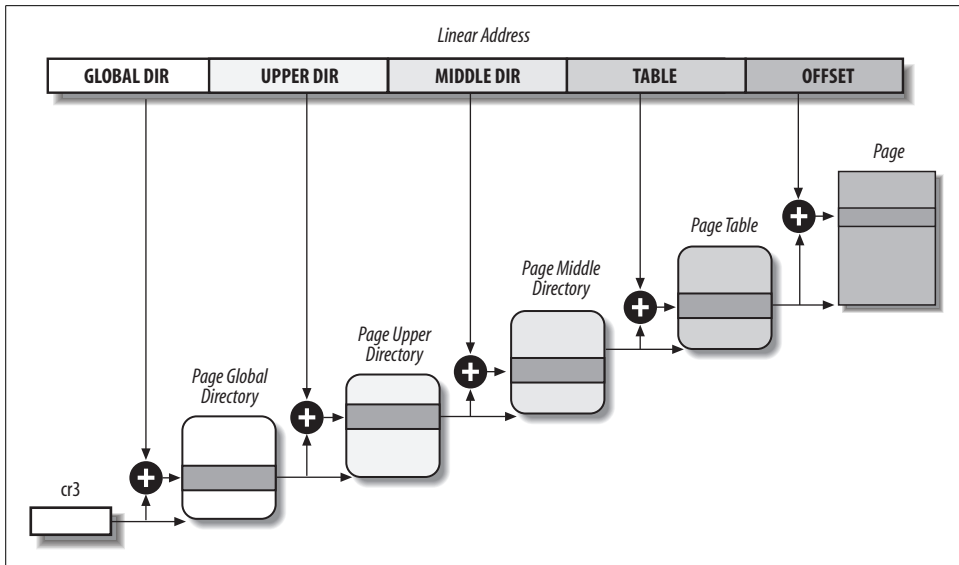 Linear Address
GLOBAL DIR UPPER DIR MIDDLE DIR TABLE OFFSET
Page
Page Table
Page Middle
Directory
Page Upper
Directory
Page Global
Directory
cr3